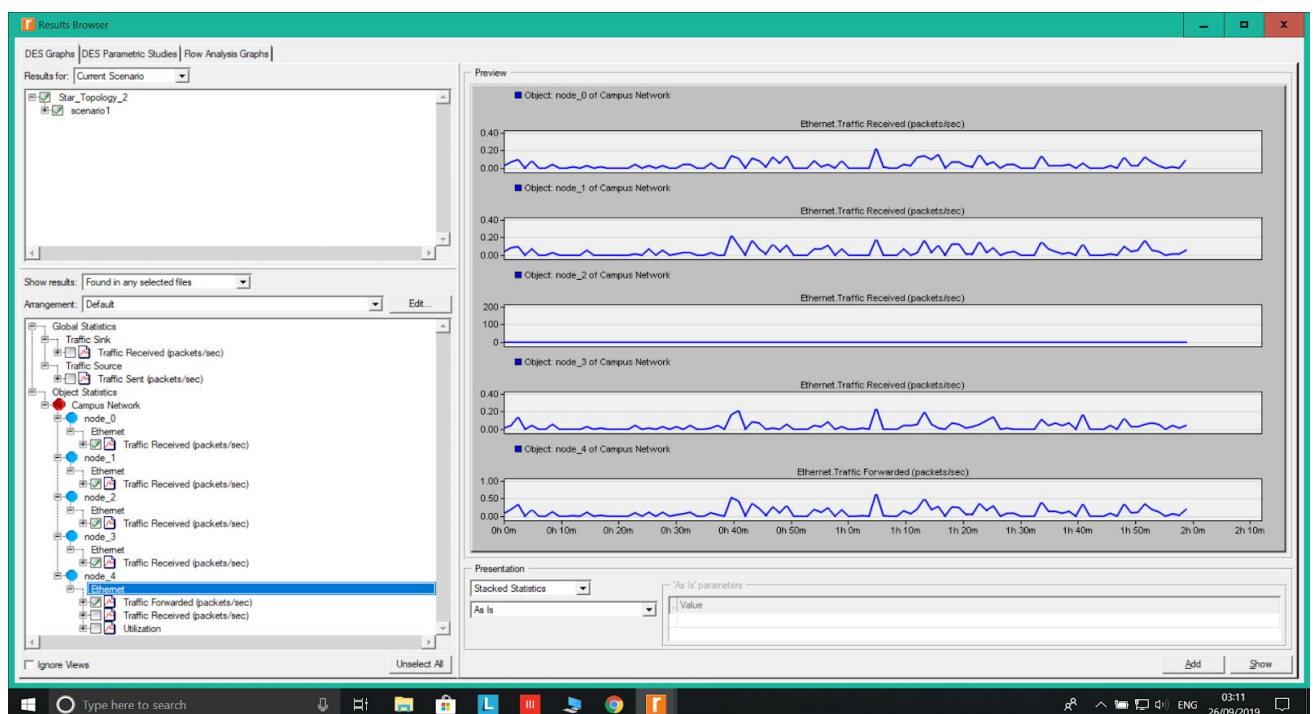 Results Browser
DES Graphs DES Parametric Studies Flow Analysis Graphs
Results for: Current Scenario
Star_Topology_2
scenario1
Show results: Found in any selected files
Arrangement: Default Edit...
Global Statistics
Traffic Sink
Traffic Received (packets/sec)
Traffic Source
Traffic Sent (packets/sec)
Object Statistics
Campus Network
node_0
Ethernet
Traffic Received (packets/sec)
node_1
Ethernet
Traffic Received (packets/sec)
node_2
Ethernet
Traffic Received (packets/sec)
node_3
Ethernet
Traffic Received (packets/sec)
node_4
Ethernet
Traffic Forwarded (packets/sec)
Traffic Received (packets/sec)
Utilization
Ignore Views Unselect All
Preview
Object: node_0 of Campus Network
Ethernet.Traffic Received (packets/sec)
0.40
0.20
0.00
Object: node_1 of Campus Network
Ethernet.Traffic Received (packets/sec)
0.40
0.20
0.00
Object: node_2 of Campus Network
Ethernet.Traffic Received (packets/sec)
200
100
0
Object: node_3 of Campus Network
Ethernet.Traffic Received (packets/sec)
0.40
0.20
0.00
Object: node_4 of Campus Network
Ethernet.Traffic Forwarded (packets/sec)
1.00
0.50
0.00
0h 0m 0h 10m 0h 20m 0h 30m 0h 40m 0h 50m 1h 0m 1h 10m 1h 20m 1h 30m 1h 40m 1h 50m 2h 0m 2h 10m
Presentation
Stacked Statistics
As Is
'As Is' parameters
Value
Add Show
Type here to search
L
ENG
03:11
26/09/2019